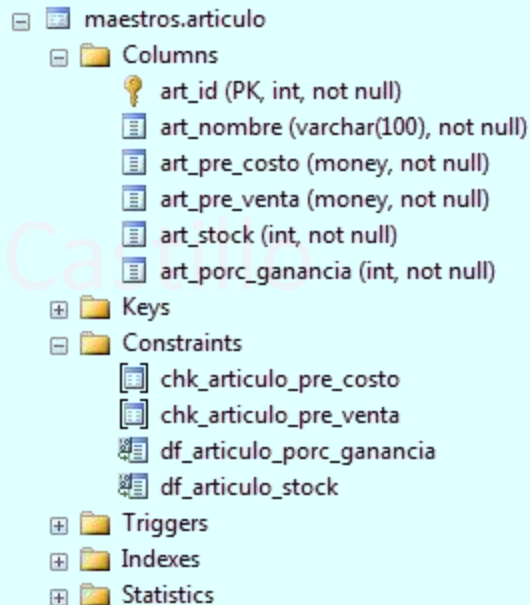 maestros.articulo
Columns
art_id (PK, int, not null)
art_nombre (varchar(100), not null)
art_pre_costo (money, not null)
art_pre_venta (money, not null)
art_stock (int, not null)
Castillo
art_porc_ganancia (int, not null)
Keys
Constraints
chk_articulo_pre_costo
chk_articulo_pre_venta
df_articulo_porc_ganancia
df_articulo_stock
Triggers
Indexes
Statistics